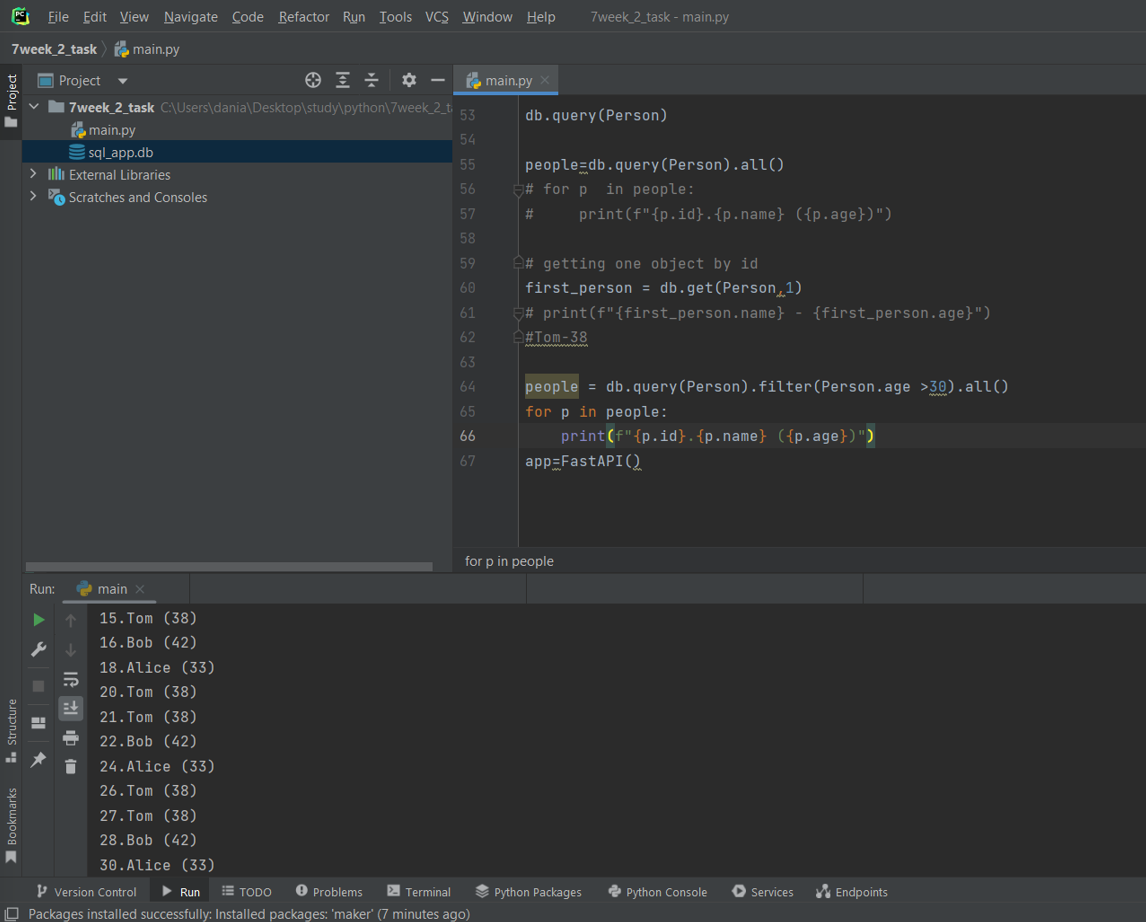 PC File Edit View Navigate Code Refactor Run Tools VCS Window Help 7week_2_task - main.py
7week_2_task main.py
Project
Project
main.py
7week_2_task C:\Users\dania\Desktop\study\python\7week_2_t
main.py
sql_app.db
External Libraries
Scratches and Consoles
53 db.query(Person)
54
55 people=db.query(Person).all()
56 # for p  in people:
57 #     print(f"{p.id}.{p.name} ({p.age})")
58
59 # getting one object by id
60 first_person = db.get(Person,1)
61 # print(f"{first_person.name} - {first_person.age}")
62 #Tom-38
63
64 people = db.query(Person).filter(Person.age >30).all()
65 for p in people:
66     print(f"{p.id}.{p.name} ({p.age})")
67 app=FastAPI()
for p in people
Run: main
15.Tom (38)
16.Bob (42)
18.Alice (33)
20.Tom (38)
21.Tom (38)
22.Bob (42)
24.Alice (33)
26.Tom (38)
27.Tom (38)
28.Bob (42)
30.Alice (33)
Structure
Bookmarks
Version Control Run TODO Problems Terminal Python Packages Python Console Services Endpoints
Packages installed successfully: Installed packages: 'maker' (7 minutes ago)